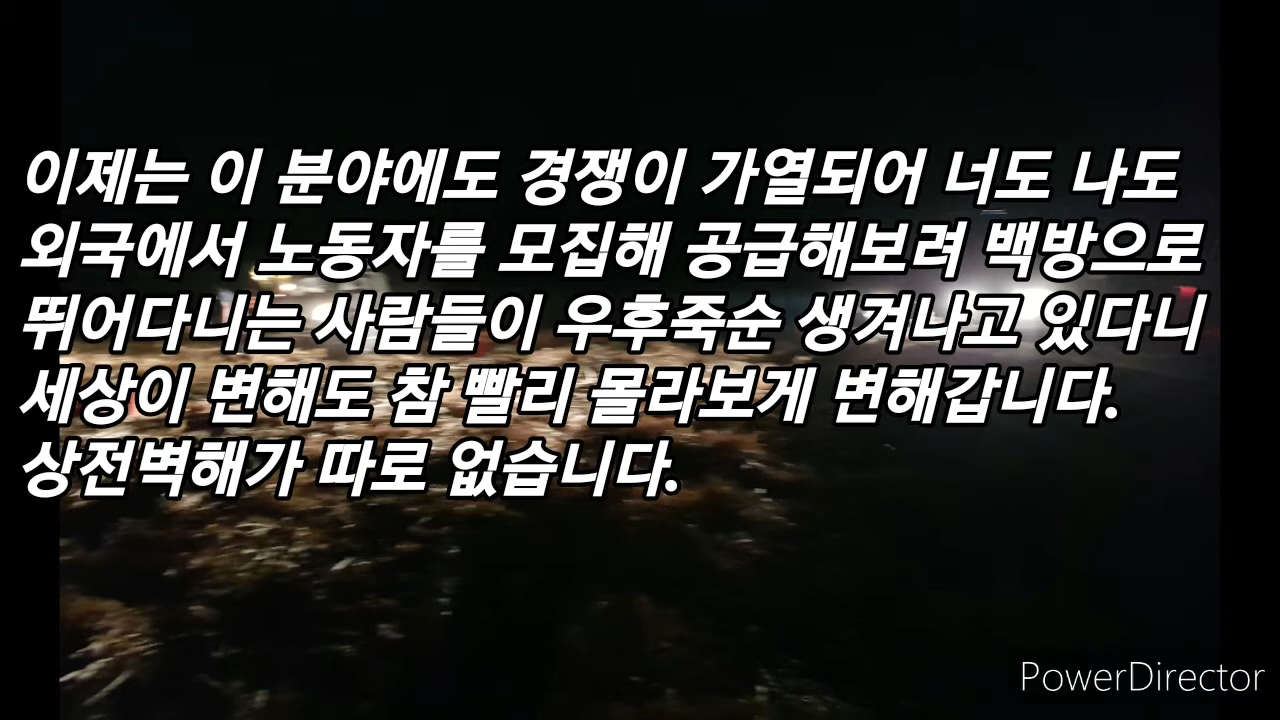 이제는 이 분야에도 경쟁이 가열되어 너도 나도
외국에서 노동자를 모집해 공급해보려 백방으로
뛰어다니는 사람들이 우후죽순 생겨나고 있다니
세상이 변해도 참 빨리 몰라보게 변해갑니다.
상전벽해가 따로 없습니다.
PowerDirector